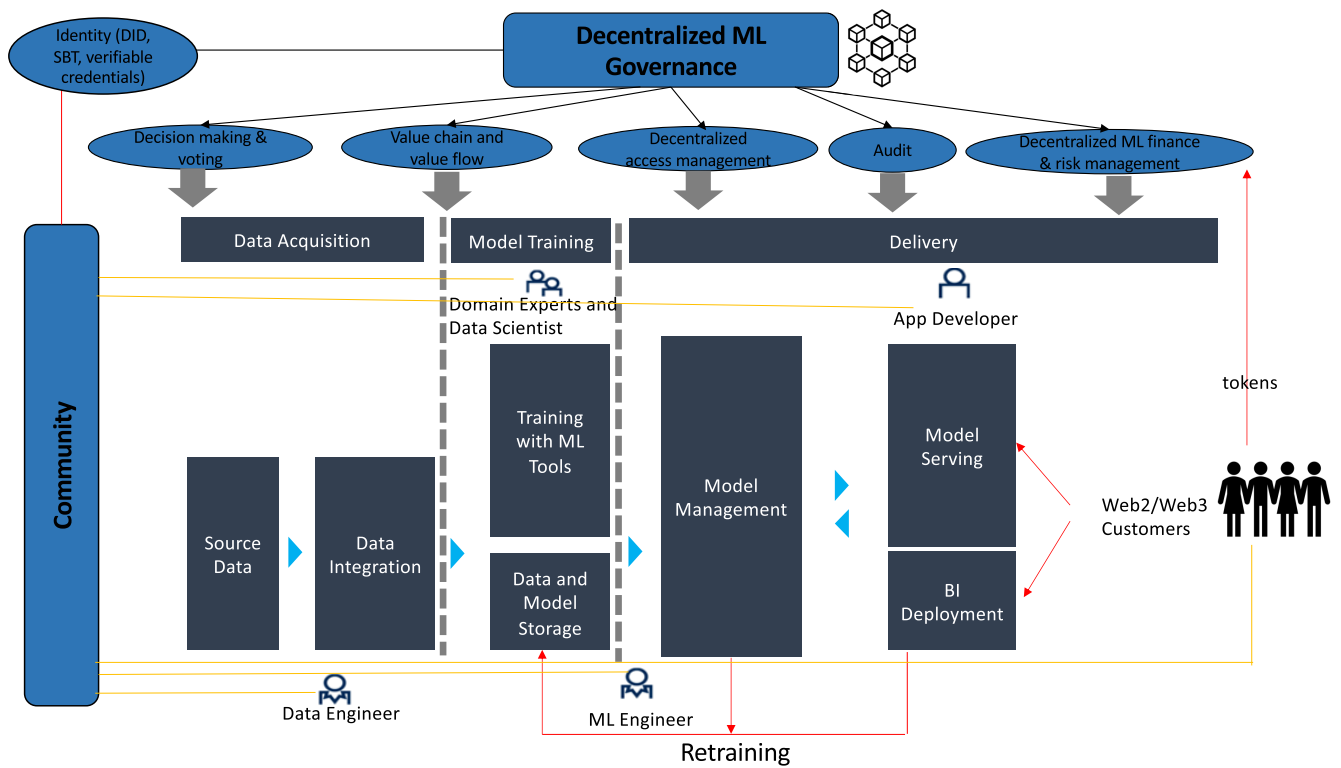 Identity (DID,
SBT, verifiable
credentials)
Decentralized ML
Governance
Decision making &
voting
Value chain and
value flow
Decentralized
access management
Audit
Decentralized ML finance
& risk management
Data Acquisition
Model Training
Delivery
Domain Experts and
Data Scientist
App Developer
tokens
Community
Source
Data
Data
Integration
Training
with ML
Tools
Data and
Model
Storage
Model
Management
Model
Serving
BI
Deployment
Web2/Web3
Customers
Data Engineer
ML Engineer
Retraining